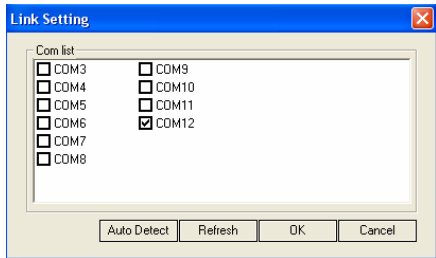 Link Setting
Com list
COM3 COM9
COM4 COM10
COM5 COM11
COM6 COM12
COM7
COM8
Auto Detect Refresh OK Cancel